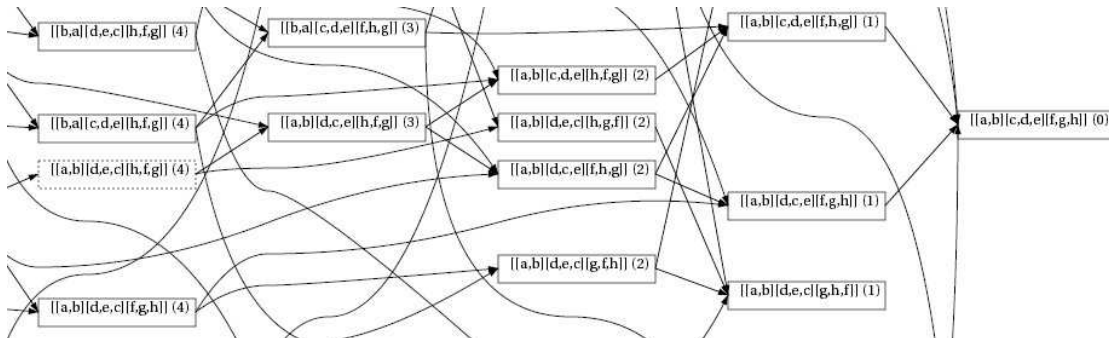 [[b,a][d,e,c][h,f,g]] (4)
[[b,a][c,d,e][h,f,g]] (4)
[[a,b][d,e,c][h,f,g]] (4)
[[a,b][d,e,c][f,g,h]] (4)
[[b,a][c,d,e][f,h,g]] (3)
[[a,b][d,c,e][h,f,g]] (3)
[[a,b][c,d,e][h,f,g]] (2)
[[a,b][d,e,c][h,g,f]] (2)
[[a,b][d,c,e][f,h,g]] (2)
[[a,b][d,e,c][g,f,h]] (2)
[[a,b][c,d,e][f,h,g]] (1)
[[a,b][d,c,e][f,g,h]] (1)
[[a,b][d,e,c][g,h,f]] (1)
[[a,b][c,d,e][f,g,h]] (0)